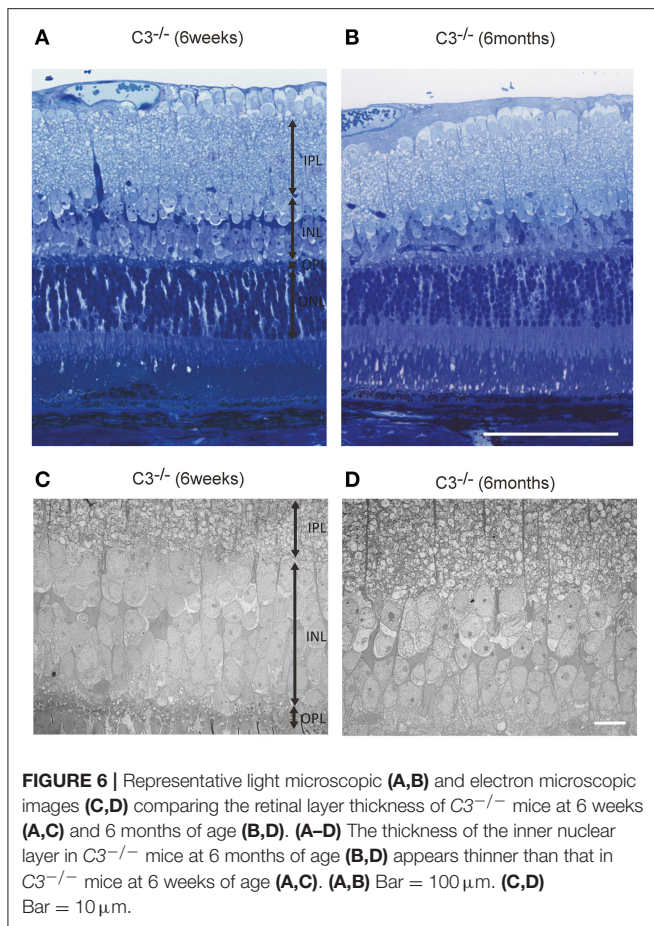 A
C3-/- (6weeks)
B
C3-/- (6months)
IPL
INL
OPL
ONL
C
C3-/- (6weeks)
D
C3-/- (6months)
IPL
INL
OPL
FIGURE 6 | Representative light microscopic (A,B) and electron microscopic
images (C,D) comparing the retinal layer thickness of C3−/− mice at 6 weeks
(A,C) and 6 months of age (B,D). (A–D) The thickness of the inner nuclear
layer in C3−/− mice at 6 months of age (B,D) appears thinner than that in
C3−/− mice at 6 weeks of age (A,C). (A,B) Bar = 100 μm. (C,D)
Bar = 10 μm.